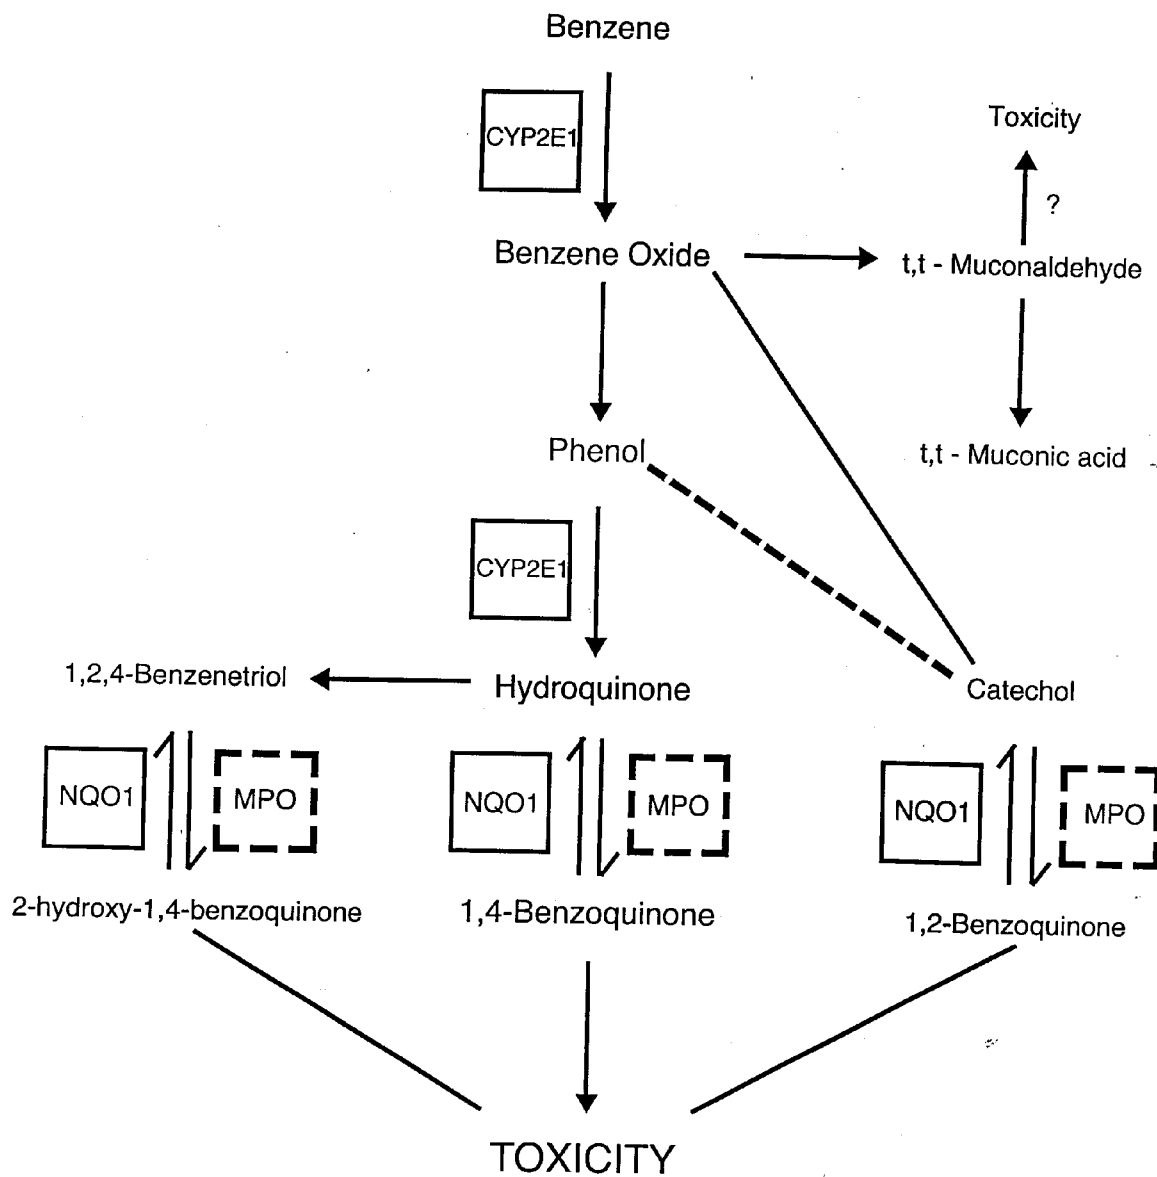 Benzene
CYP2E1
Toxicity
?
Benzene Oxide
t,t - Muconaldehyde
Phenol
t,t - Muconic acid
CYP2E1
1,2,4-Benzenetriol
Hydroquinone
Catechol
NQO1
MPO
NQO1
MPO
NQO1
MPO
2-hydroxy-1,4-benzoquinone
1,4-Benzoquinone
1,2-Benzoquinone
TOXICITY